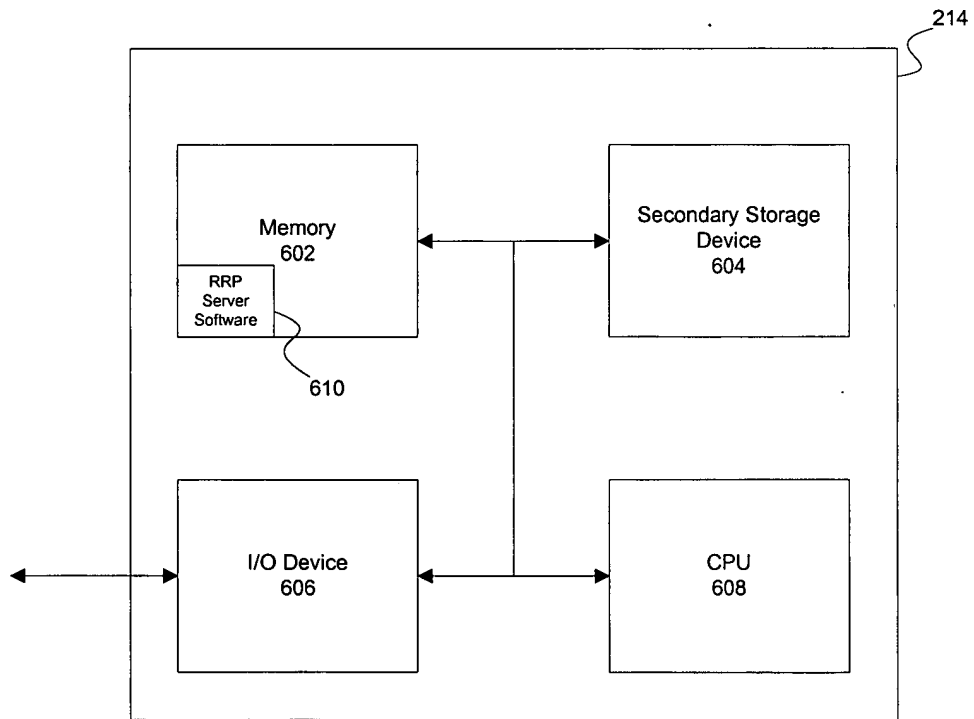 214
Memory
602
RRP
Server
Software
610
Secondary Storage
Device
604
I/O Device
606
CPU
608